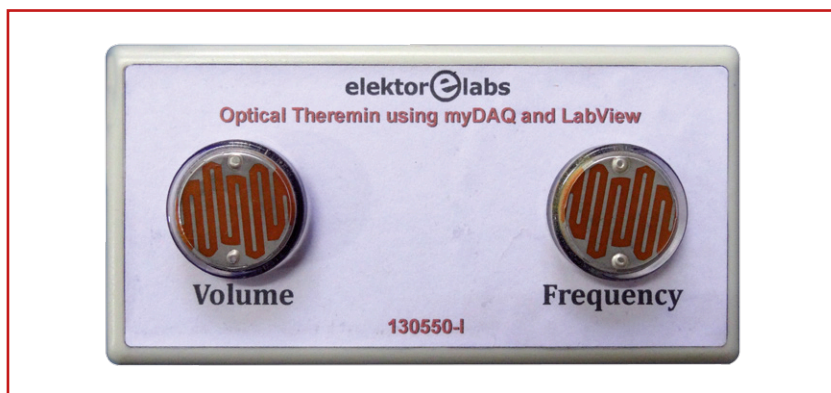 elektor e labs
Optical Theremin using myDAQ and LabView
Volume
Frequency
130550-I